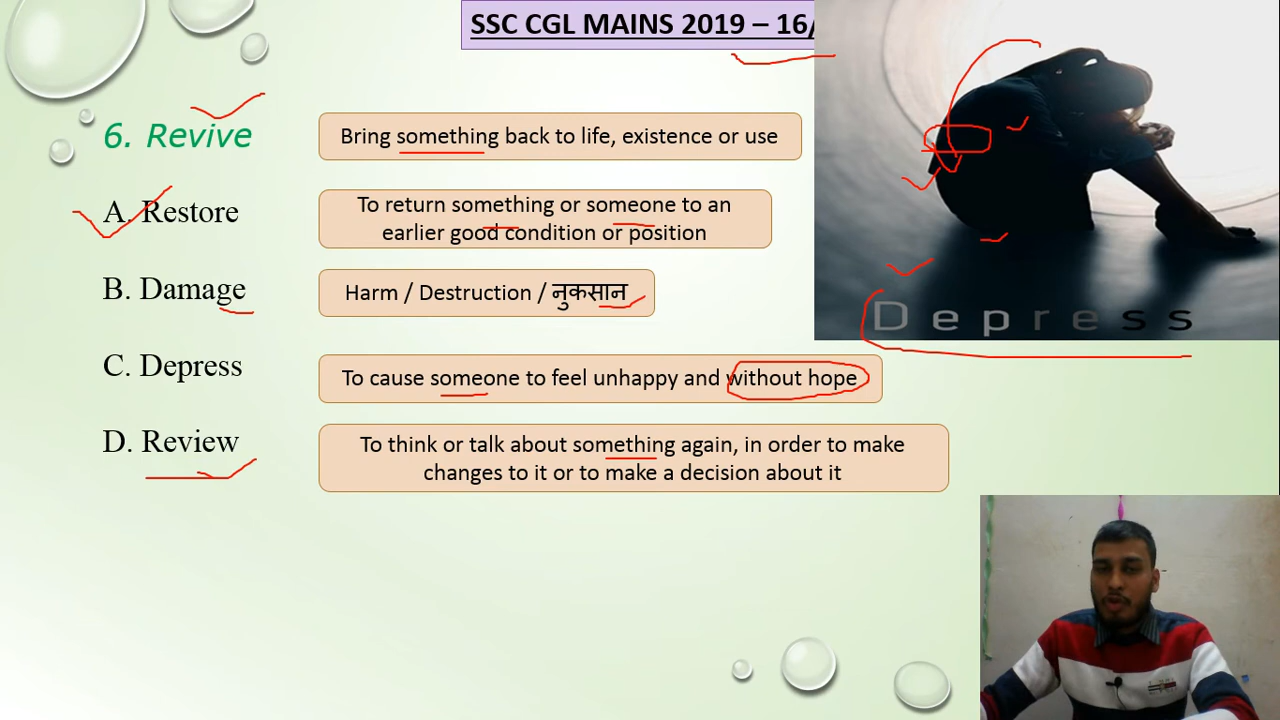 SSC CGL MAINS 2019 – 16/
6. Revive
Bring something back to life, existence or use
A. Restore
To return something or someone to an
earlier good condition or position
B. Damage
Harm / Destruction / नुकसान
C. Depress
To cause someone to feel unhappy and without hope
D. Review
To think or talk about something again, in order to make
changes to it or to make a decision about it
Depress